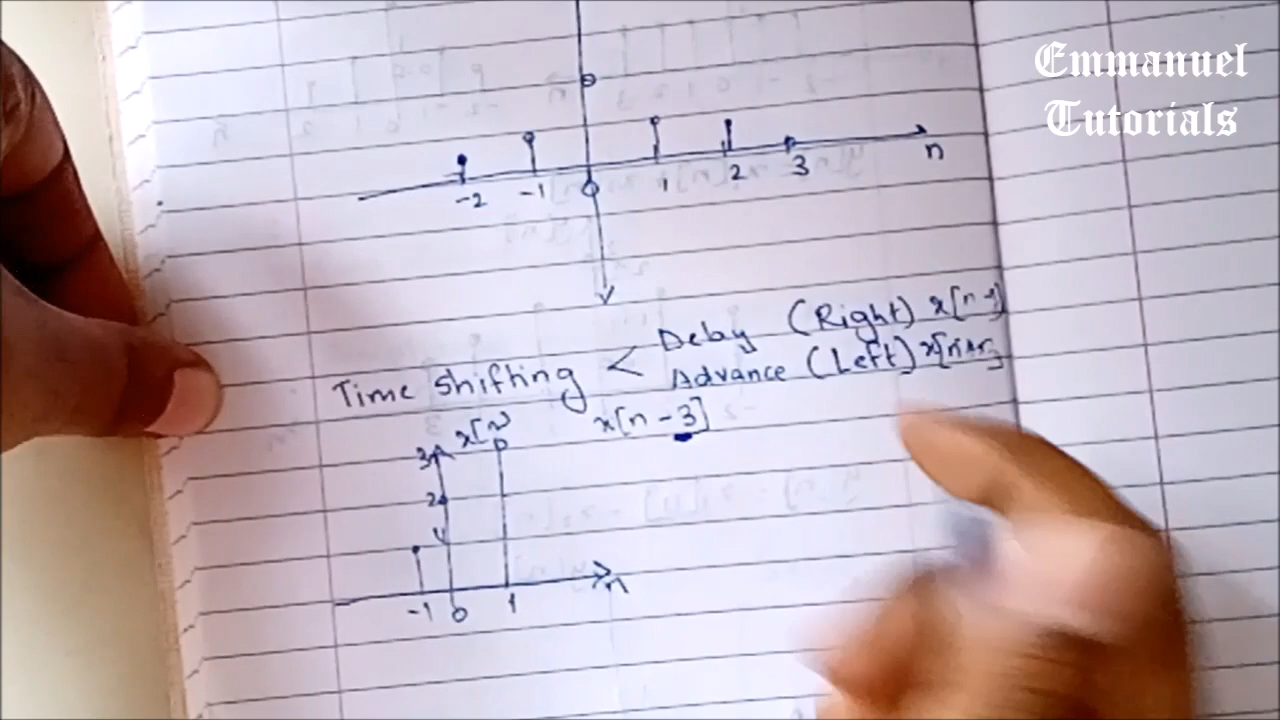 Emmanuel
Tutorials
-2 -1 0 1 2 3 n
Time Shifting < Delay (Right)
Advance (Left)
x[n - 3]
3 x[n]
2
1
-1 0 1 n